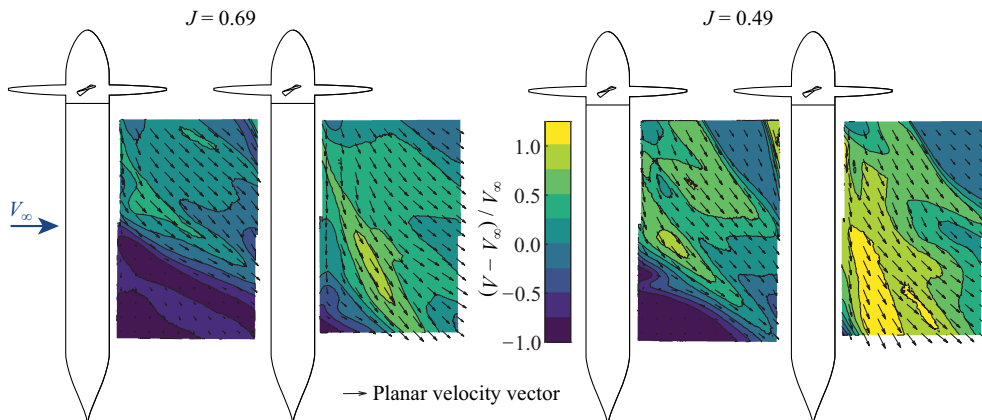 J = 0.69
J = 0.49
V∞
1.0
0.5
0.0
−0.5
−1.0
(V − V∞) / V∞
Planar velocity vector